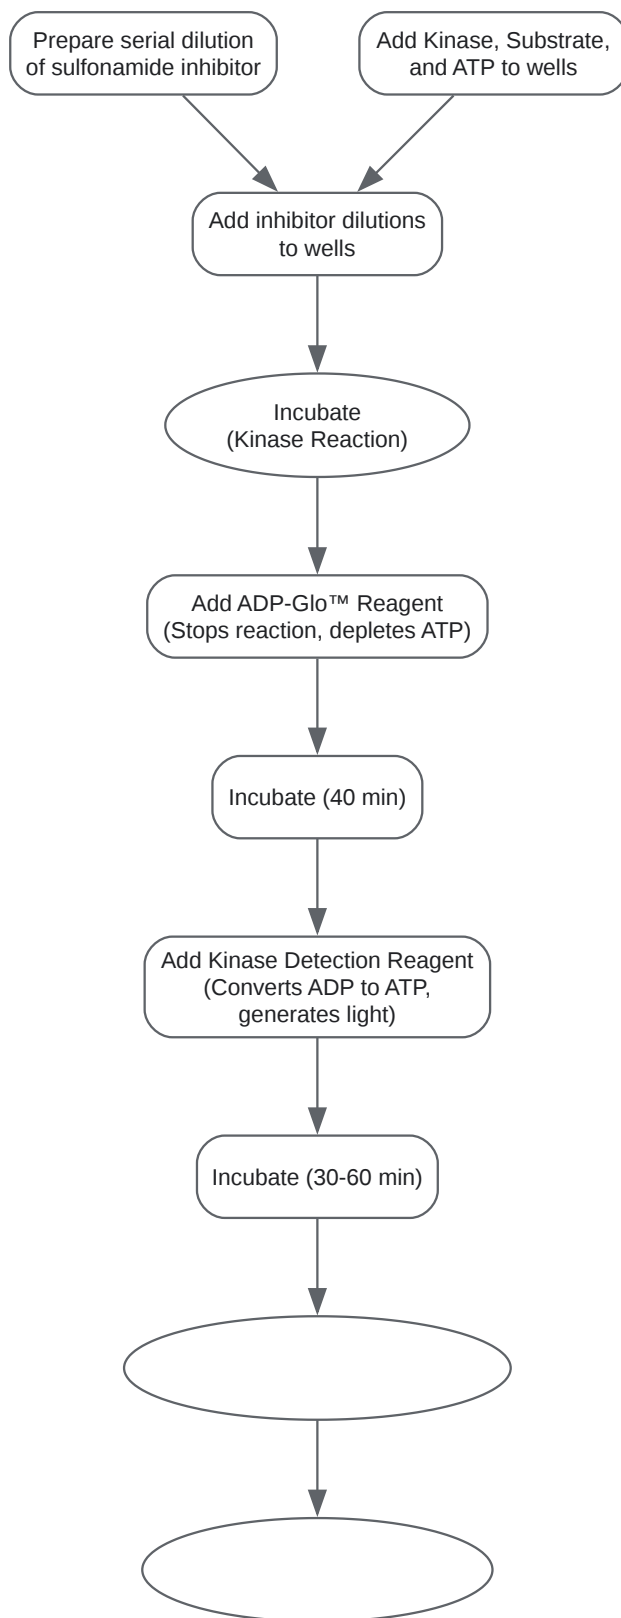 Prepare serial dilution
of sulfonamide inhibitor
Add Kinase, Substrate,
and ATP to wells
Add inhibitor dilutions
to wells
Incubate
(Kinase Reaction)
Add ADP-Glo™ Reagent
(Stops reaction, depletes ATP)
Incubate (40 min)
Add Kinase Detection Reagent
(Converts ADP to ATP,
generates light)
Incubate (30-60 min)